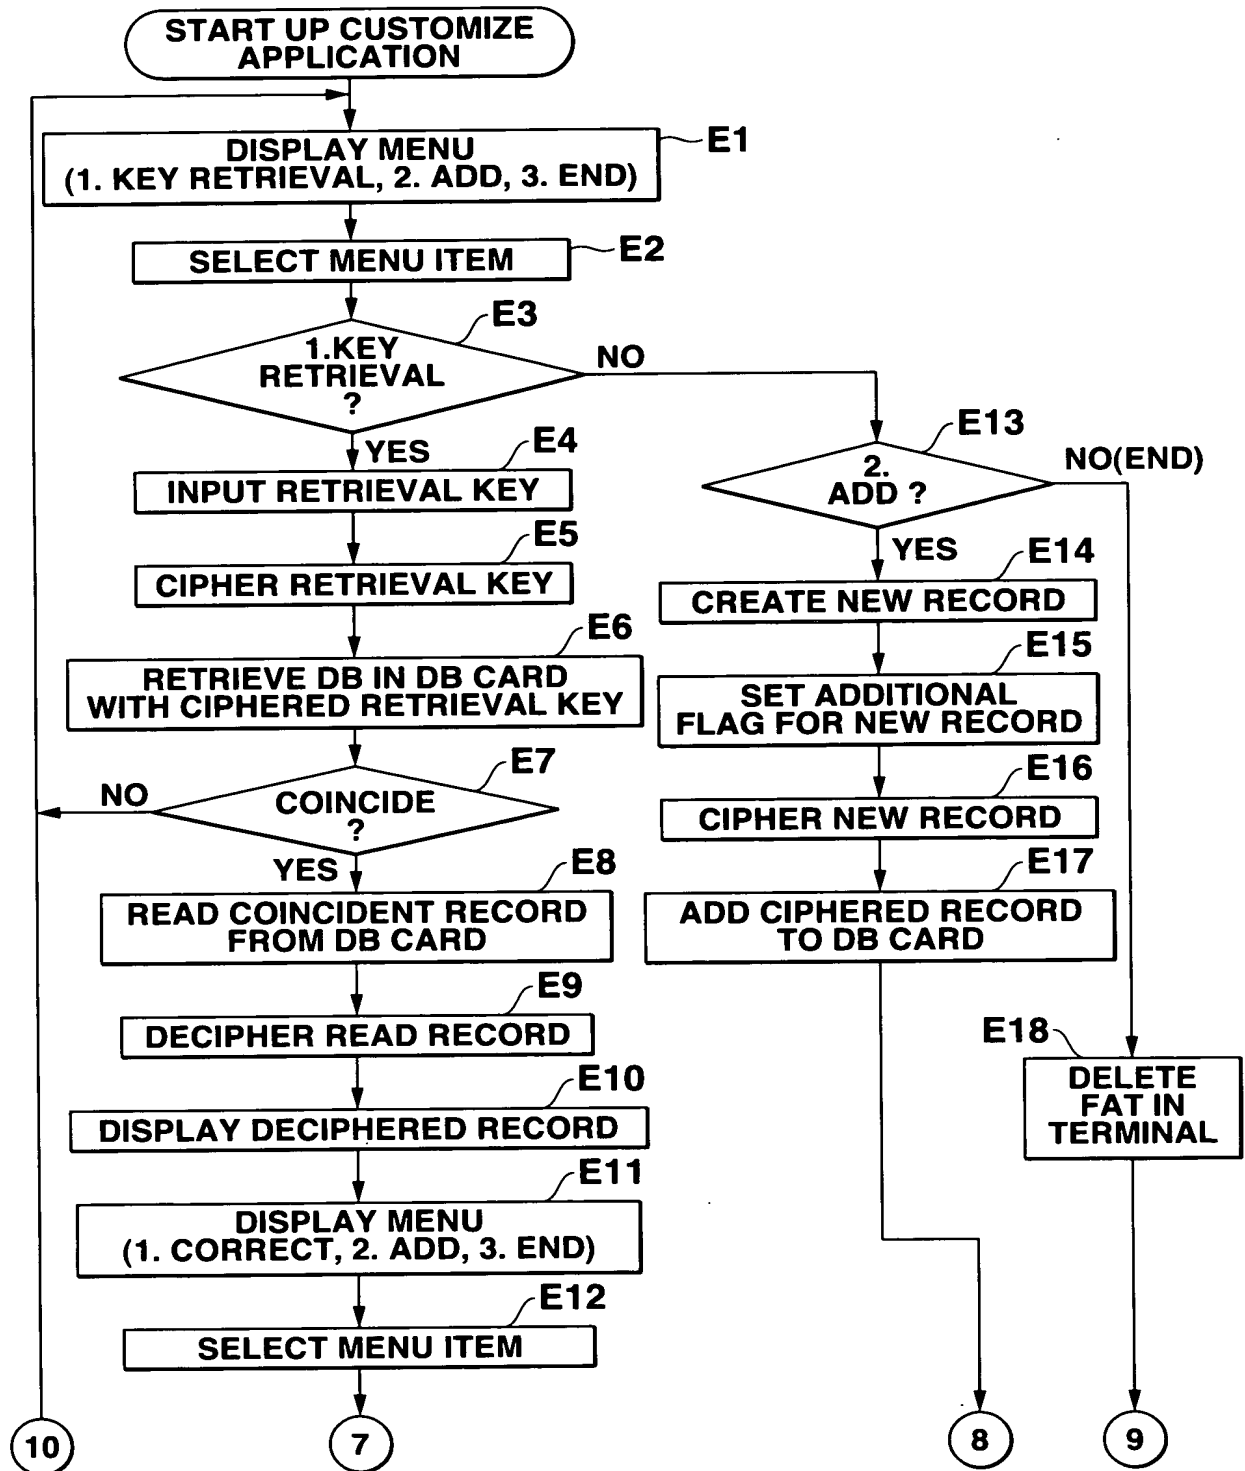 START UP CUSTOMIZE
APPLICATION
DISPLAY MENU
(1. KEY RETRIEVAL, 2. ADD, 3. END)
E1
SELECT MENU ITEM
E2
1.KEY
RETRIEVAL
?
E3
NO
YES
INPUT RETRIEVAL KEY
E4
CIPHER RETRIEVAL KEY
E5
RETRIEVE DB IN DB CARD
WITH CIPHERED RETRIEVAL KEY
E6
COINCIDE
?
E7
NO
YES
READ COINCIDENT RECORD
FROM DB CARD
E8
DECIPHER READ RECORD
E9
DISPLAY DECIPHERED RECORD
E10
DISPLAY MENU
(1. CORRECT, 2. ADD, 3. END)
E11
SELECT MENU ITEM
E12
2.
ADD ?
E13
NO(END)
YES
CREATE NEW RECORD
E14
SET ADDITIONAL
FLAG FOR NEW RECORD
E15
CIPHER NEW RECORD
E16
ADD CIPHERED RECORD
TO DB CARD
E17
E18
DELETE
FAT IN
TERMINAL
10
7
8
9